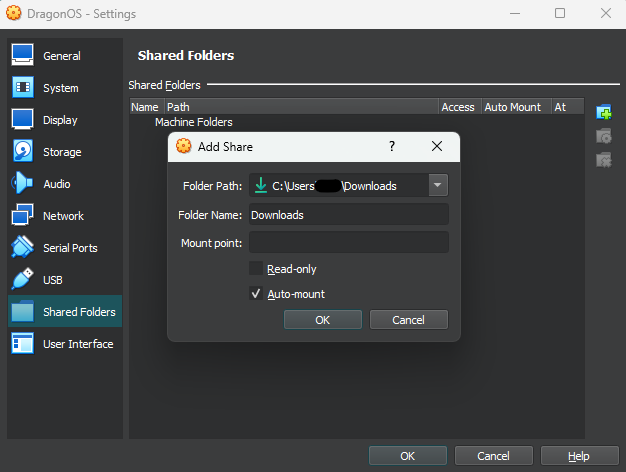 DragonOS - Settings
General
System
Display
Storage
Audio
Network
Serial Ports
USB
Shared Folders
User Interface
Shared Folders
Shared Folders
Name Path Access Auto Mount At
Machine Folders
Add Share ?
Folder Path: C:\Users\ \Downloads
Folder Name: Downloads
Mount point:
Read-only
Auto-mount
OK Cancel
OK Cancel Help